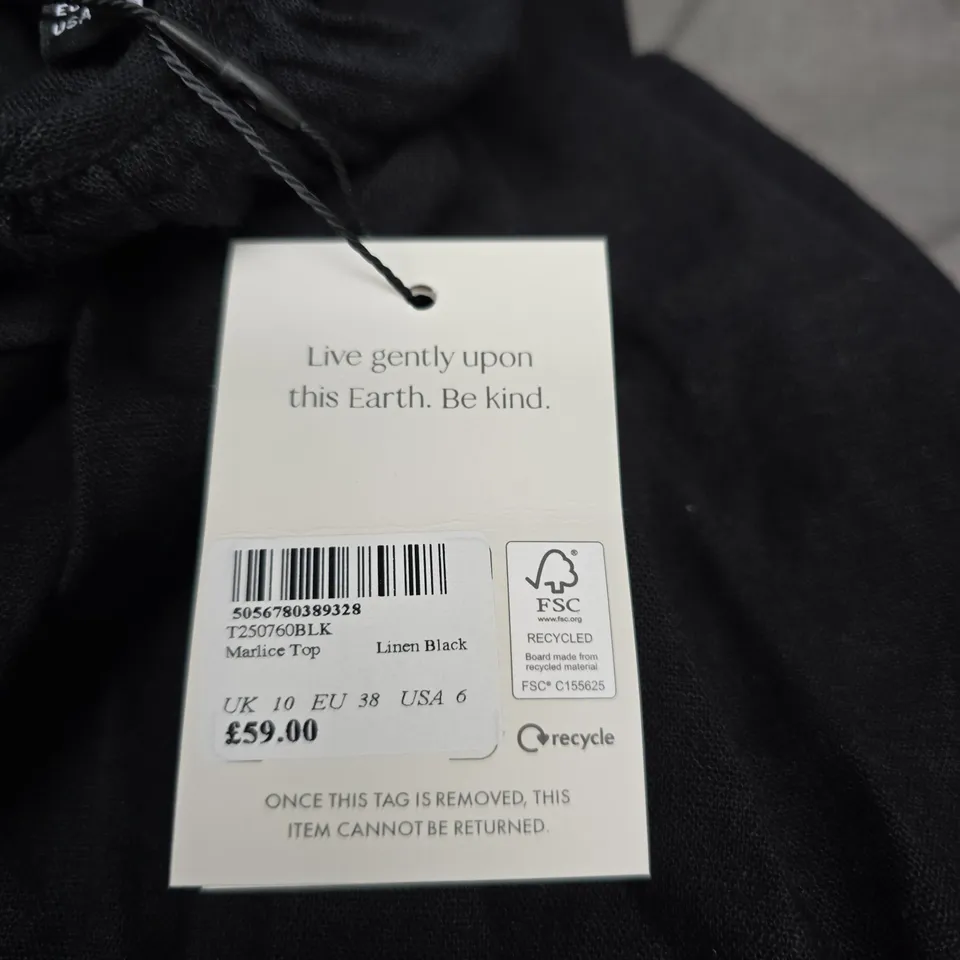 EU
USA
Live gently upon
this Earth. Be kind.
5056780389328
T250760BLK
Marlice Top Linen Black
UK 10 EU 38 USA 6
£59.00
FSC®
www.fsc.org
RECYCLED
Board made from
recycled material
FSC® C155625
recycle
ONCE THIS TAG IS REMOVED, THIS
ITEM CANNOT BE RETURNED.